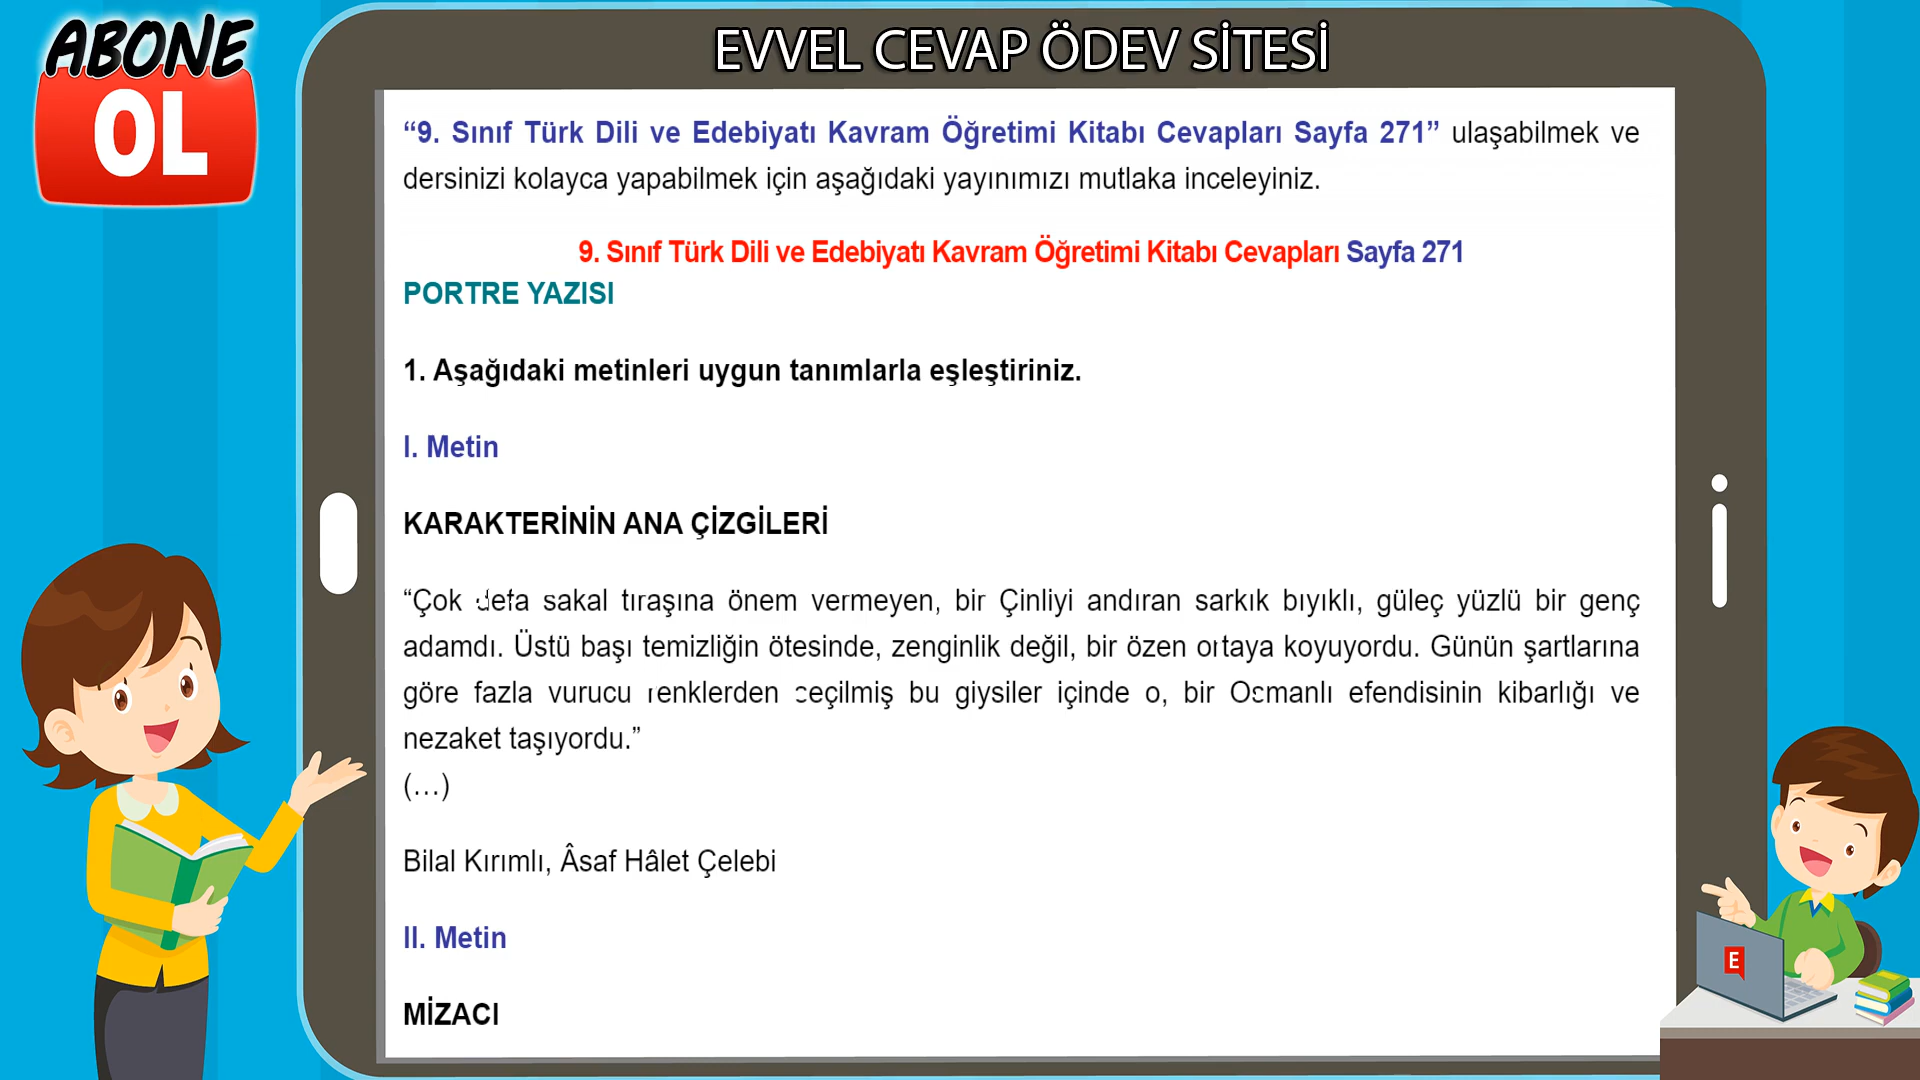 ABONE
OL
EVVEL CEVAP ÖDEV SİTESİ
“9. Sınıf Türk Dili ve Edebiyatı Kavram Öğretimi Kitabı Cevapları Sayfa 271” ulaşabilmek ve
dersinizi kolayca yapabilmek için aşağıdaki yayınımızı mutlaka inceleyiniz.
9. Sınıf Türk Dili ve Edebiyatı Kavram Öğretimi Kitabı Cevapları Sayfa 271
PORTRE YAZISI
1. Aşağıdaki metinleri uygun tanımlarla eşleştiriniz.
I. Metin
KARAKTERİNİN ANA ÇİZGİLERİ
“Çok defa sakal tıraşına önem vermeyen, bir Çinliyi andıran sarkık bıyıklı, güleç yüzlü bir genç
adamdı. Üstü başı temizliğin ötesinde, zenginlik değil, bir özen ortaya koyuyordu. Günün şartlarına
göre fazla vurucu renklerden seçilmiş bu giysiler içinde o, bir Osmanlı efendisinin kibarlığı ve
nezaket taşıyordu.”
(…)
Bilal Kırımlı, Âsaf Hâlet Çelebi
II. Metin
MİZACI
E